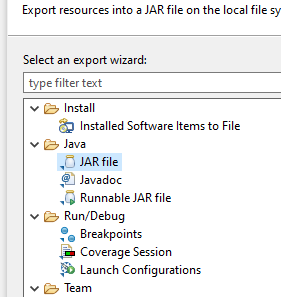 Export resources into a JAR file on the local file sy
Select an export wizard:
type filter text
Install
Installed Software Items to File
Java
JAR file
Javadoc
Runnable JAR file
Run/Debug
Breakpoints
Coverage Session
Launch Configurations
Team